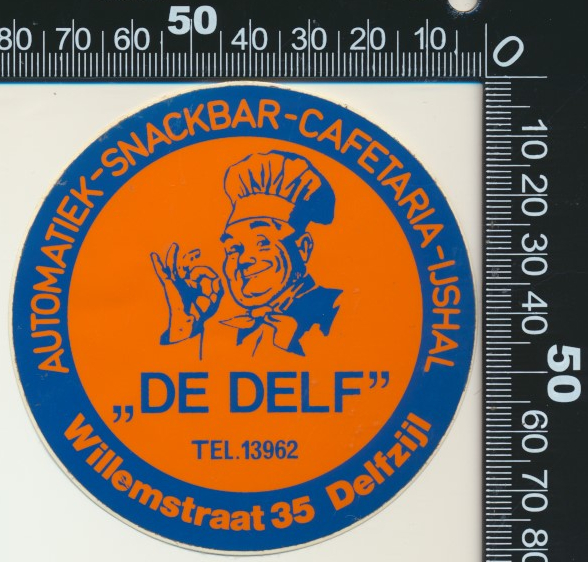 80 70 60 50 40 30 20 10 0
10 20 30 40 50 60 70 80
AUTOMATIEK-SNACKBAR-CAFETARIA-IJSHAL
„DE DELF”
TEL.13962
Willemstraat 35 Delfzijl